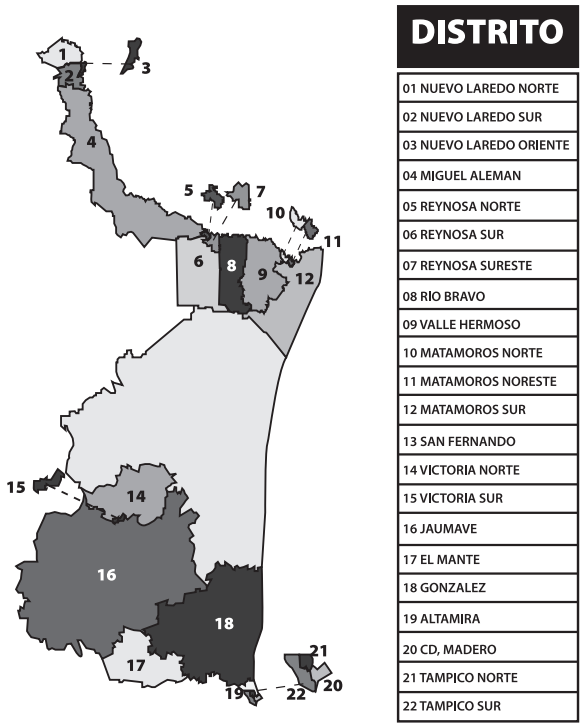 DISTRITO
01 NUEVO LAREDO NORTE
02 NUEVO LAREDO SUR
03 NUEVO LAREDO ORIENTE
04 MIGUEL ALEMAN
05 REYNOSA NORTE
06 REYNOSA SUR
07 REYNOSA SURESTE
08 RIO BRAVO
09 VALLE HERMOSO
10 MATAMOROS NORTE
11 MATAMOROS NORESTE
12 MATAMOROS SUR
13 SAN FERNANDO
14 VICTORIA NORTE
15 VICTORIA SUR
16 JAUMAVE
17 EL MANTE
18 GONZALEZ
19 ALTAMIRA
20 CD, MADERO
21 TAMPICO NORTE
22 TAMPICO SUR
1
2
3
4
5
7
10
11
6
8
9
12
15
14
16
18
17
21
19
22
20